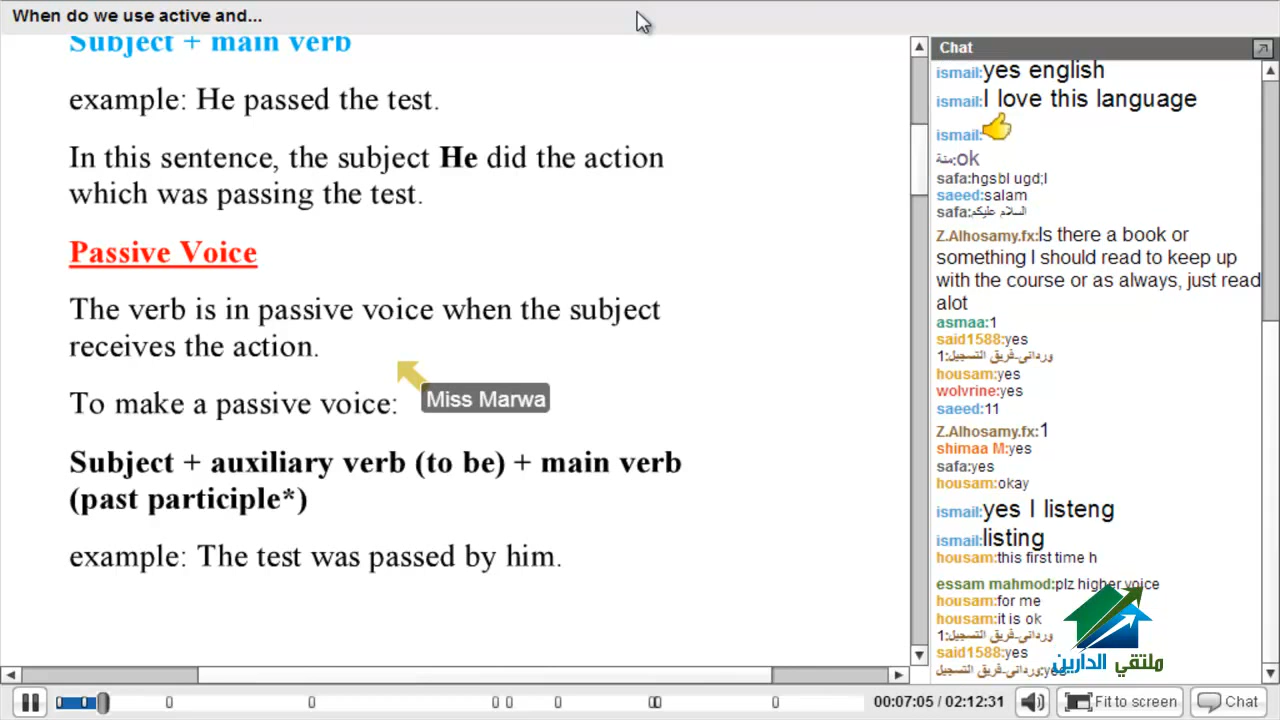 When do we use active and...
Subject + main verb
example: He passed the test.
In this sentence, the subject He did the action
which was passing the test.
Passive Voice
The verb is in passive voice when the subject
receives the action.
To make a passive voice:
Miss Marwa
Subject + auxiliary verb (to be) + main verb
(past participle*)
example: The test was passed by him.
Chat
ismail:yes english
ismail:I love this language
ismail:
منة:ok
safa:hgsbl ugd;l
saeed:salam
safa:السلام عليكم
Z.Alhosamy.fx:Is there a book or
something I should read to keep up
with the course or as always, just read
alot
asmaa:1
said1588:yes
وردانى-فريق التسجيل:1
housam:yes
wolvrine:yes
saeed:11
Z.Alhosamy.fx:1
shimaa M:yes
safa:yes
housam:okay
ismail:yes I listeng
ismail:listing
housam:this first time h
essam mahmod:plz higher voice
housam:for me
housam:it is ok
وردانى-فريق التسجيل:1
said1588:yes
وردانى-فريق التسجيل:yes
ملتقي الدارين
00:07:05 / 02:12:31
Fit to screen
Chat